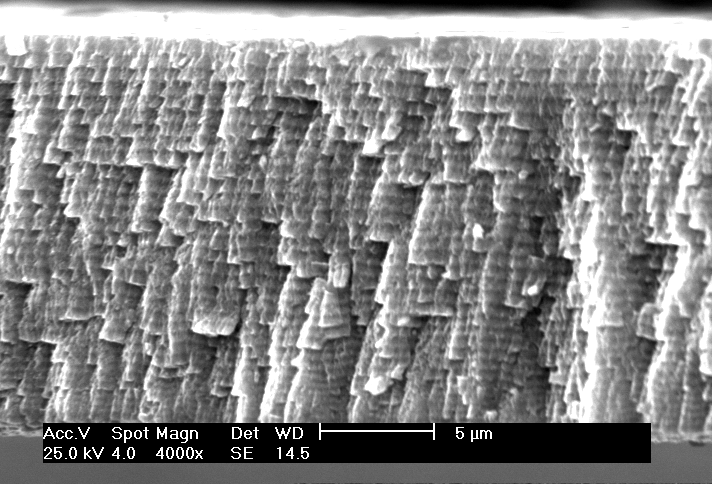 Acc.V Spot Magn Det WD 5 µm
25.0 kV 4.0 4000x SE 14.5